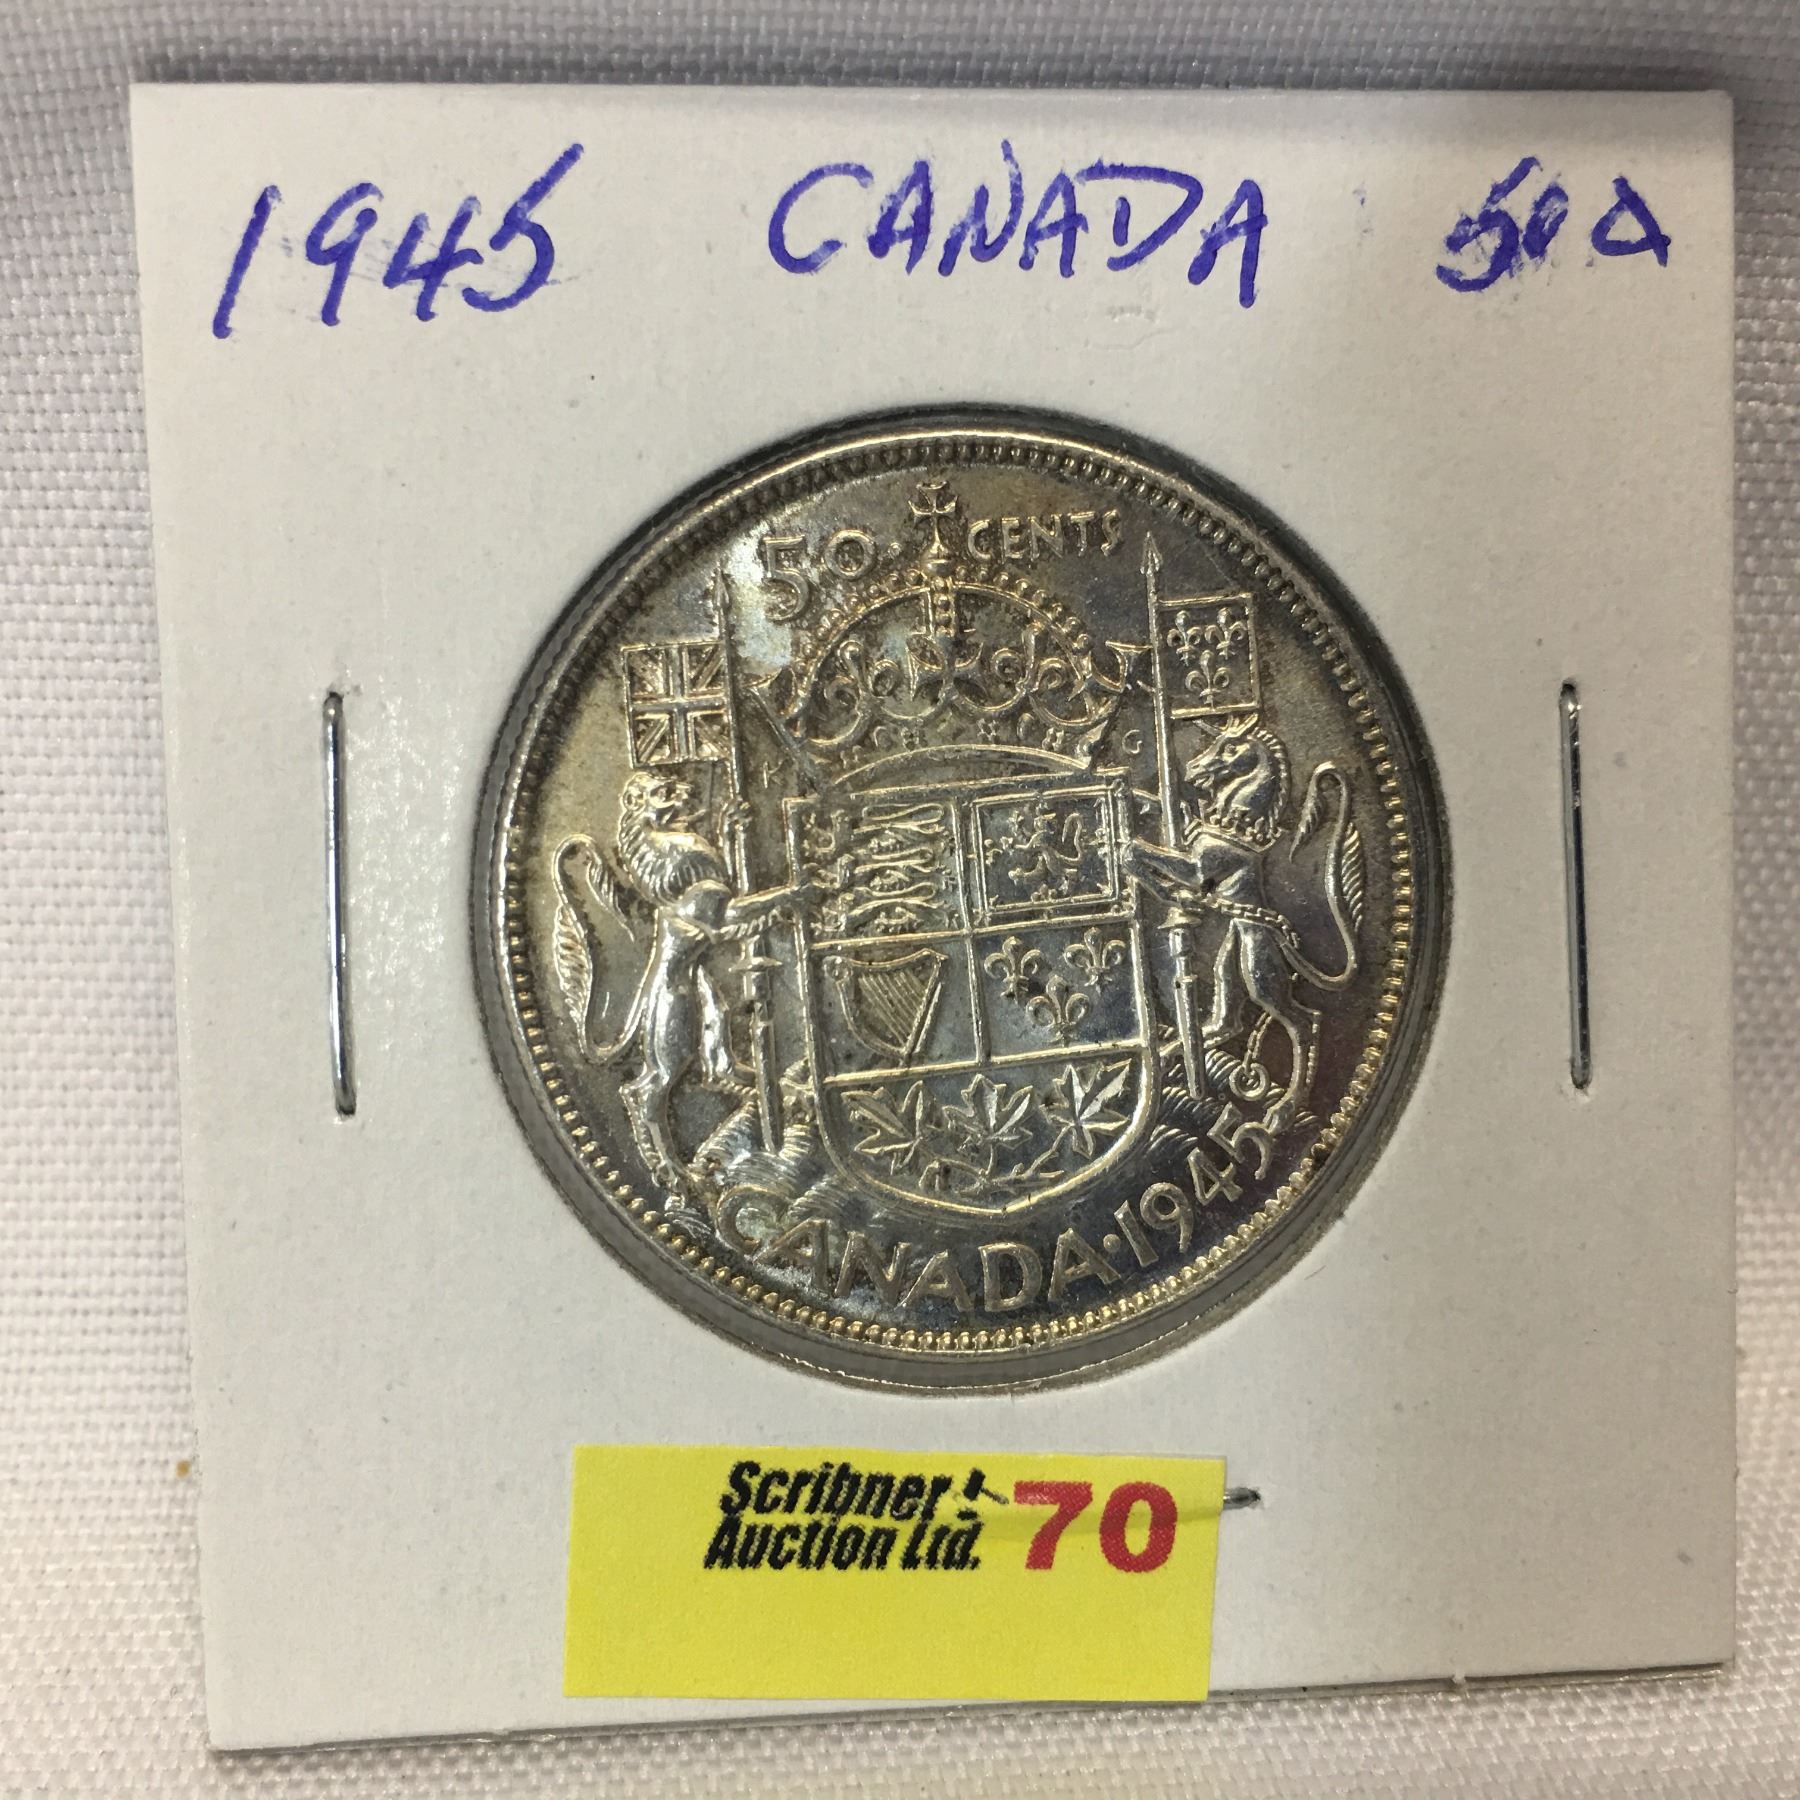 1945 CANADA 50¢
50 CENTS
K G
CANADA·1945
Scribner 70
Auction Ltd.